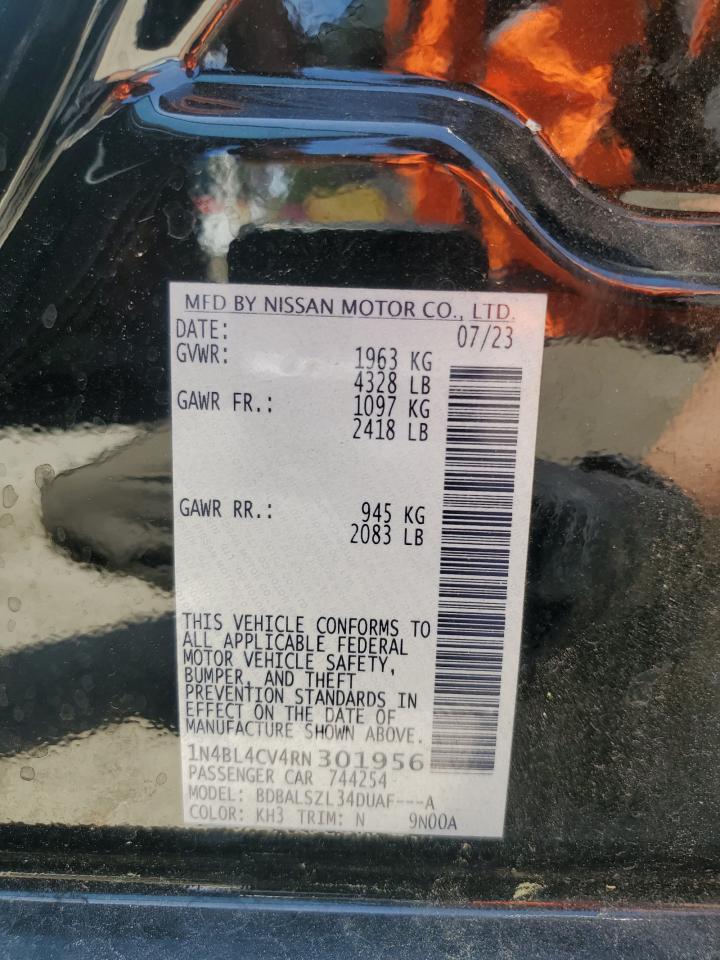 MFD BY NISSAN MOTOR CO., LTD.
DATE: 07/23
GVWR: 1963 KG
4328 LB
GAWR FR.: 1097 KG
2418 LB
GAWR RR.: 945 KG
2083 LB
THIS VEHICLE CONFORMS TO
ALL APPLICABLE FEDERAL
MOTOR VEHICLE SAFETY,
BUMPER, AND THEFT
PREVENTION STANDARDS IN
EFFECT ON THE DATE OF
MANUFACTURE SHOWN ABOVE.
1N4BL4CV4RN301956
PASSENGER CAR 744254
MODEL: BDBALSZL34DUAF---A
COLOR: KH3 TRIM: N 9N00A